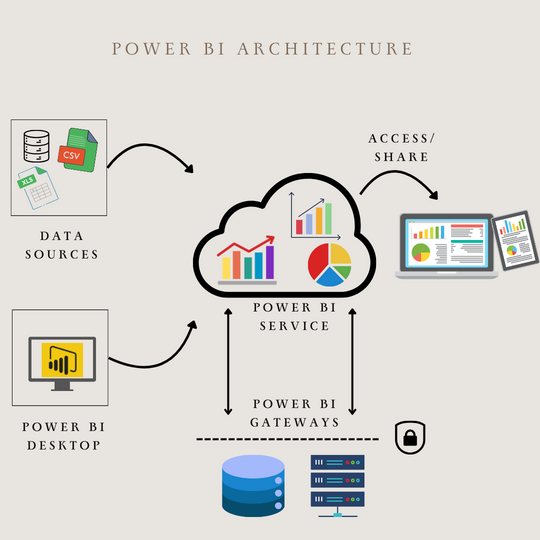 POWER BI ARCHITECTURE
ACCESS/
SHARE
CSV
XLS
DATA
SOURCES
POWER BI
SERVICE
POWER BI
DESKTOP
POWER BI
GATEWAYS